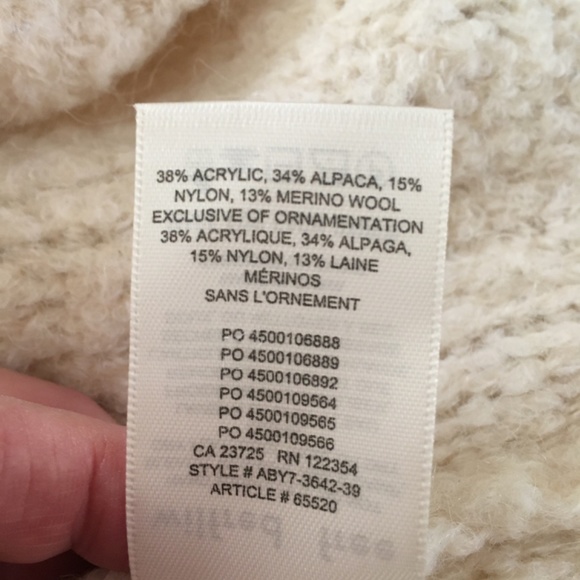 38% ACRYLIC, 34% ALPACA, 15%
NYLON, 13% MERINO WOOL
EXCLUSIVE OF ORNAMENTATION
38% ACRYLIQUE, 34% ALPAGA,
15% NYLON, 13% LAINE
MÉRINOS
SANS L'ORNEMENT
PO 4500106888
PO 4500106889
PO 4500106892
PO 4500109564
PO 4500109565
PO 4500109566
CA 23725 RN 122354
STYLE # ABY7-3642-39
ARTICLE # 65520
wilfred free